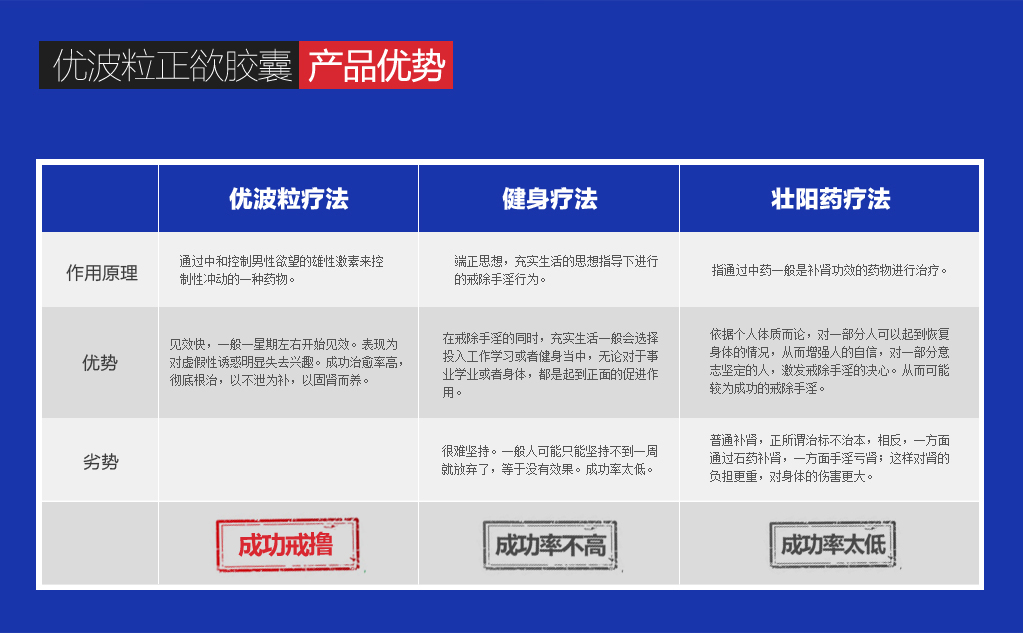 优波粒正欲胶囊 产品优势
优波粒疗法 健身疗法 壮阳药疗法
作用原理
通过中和控制男性欲望的雄性激素来控
制性冲动的一种药物。
端正思想，充实生活的思想指导下进行
的戒除手淫行为。
指通过中药一般是补肾功效的药物进行治疗。
优势
见效快，一般一星期左右开始见效。表现为
对虚假性诱惑明显失去兴趣。成功治愈率高，
彻底根治，以不泄为补，以固肾而养。
在戒除手淫的同时，充实生活一般会选择
投入工作学习或者健身当中，无论对于事
业学业或者身体，都是起到正面的促进作
用。
依据个人体质而论，对一部分人可以起到恢复
身体的情况，从而增强人的自信，对一部分意
志坚定的人，激发戒除手淫的决心。从而可能
较为成功的戒除手淫。
劣势
很难坚持。一般人可能只能坚持不到一周
就放弃了，等于没有效果。成功率太低。
普通补肾，正所谓治标不治本，相反，一方面
通过石药补肾，一方面手淫亏肾；这样对肾的
负担更重，对身体的伤害更大。
成功戒撸
成功率不高
成功率太低